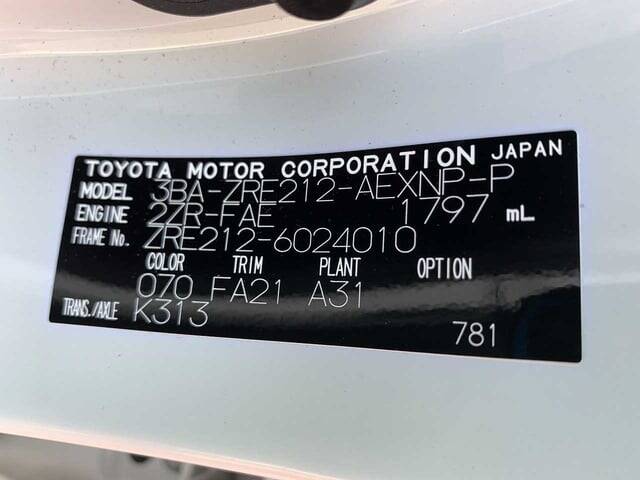 TOYOTA MOTOR CORPORATION JAPAN
MODEL 3BA-ZRE212-AEXNP-P
ENGINE 2ZR-FAE 1797 mL
FRAME No. ZRE212-6024010
COLOR TRIM PLANT OPTION
070 FA21 A31
TRANS./AXLE K313
781